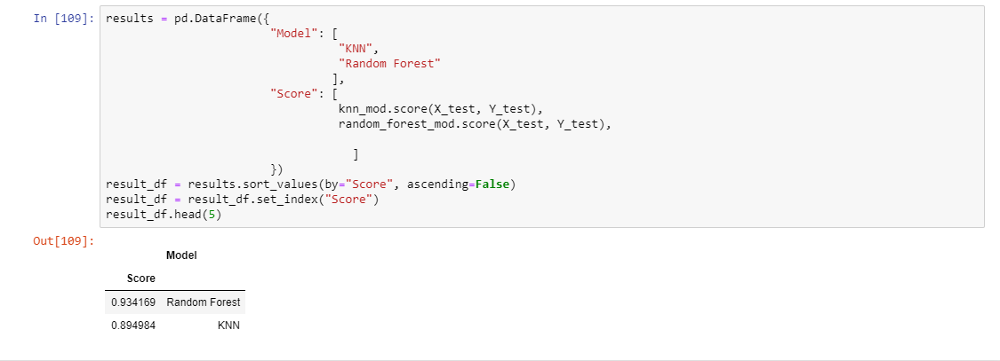 In [109]: results = pd.DataFrame({
"Model": [
"KNN",
"Random Forest"
],
"Score": [
knn_mod.score(X_test, Y_test),
random_forest_mod.score(X_test, Y_test),
]
})
result_df = results.sort_values(by="Score", ascending=False)
result_df = result_df.set_index("Score")
result_df.head(5)
Out[109]:
Model
Score
0.934169 Random Forest
0.894984 KNN